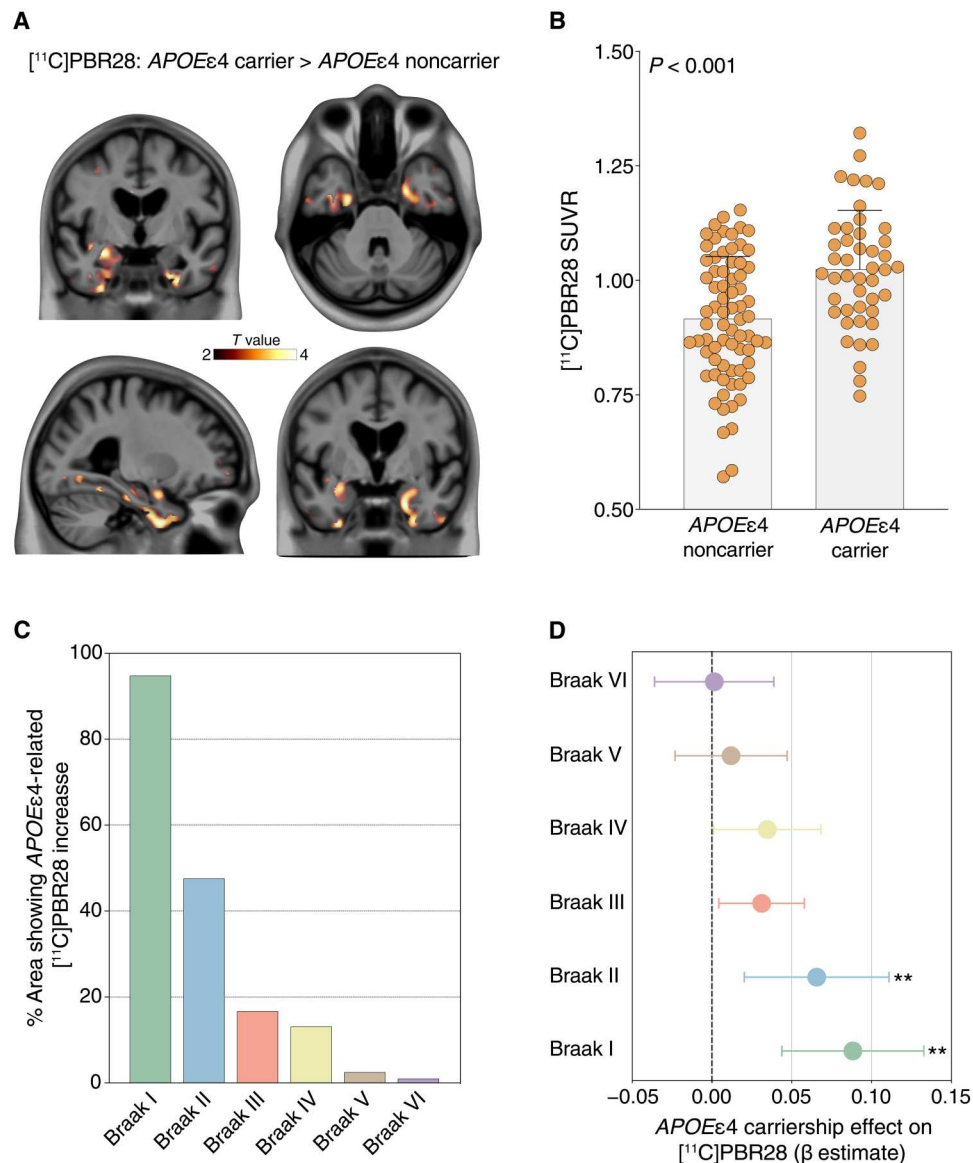 A
[¹¹C]PBR28: APOEε4 carrier > APOEε4 noncarrier
T value
2
4
B
P < 0.001
[¹¹C]PBR28 SUVR
1.50
1.25
1.00
0.75
0.50
APOEε4
noncarrier
APOEε4
carrier
C
% Area showing APOEε4-related
[¹¹C]PBR28 increasse
100
80
60
40
20
0
Braak I
Braak II
Braak III
Braak IV
Braak V
Braak VI
D
Braak VI
Braak V
Braak IV
Braak III
Braak II
**
Braak I
**
−0.05
0.00
0.05
0.10
0.15
APOEε4 carriership effect on
[¹¹C]PBR28 (β estimate)